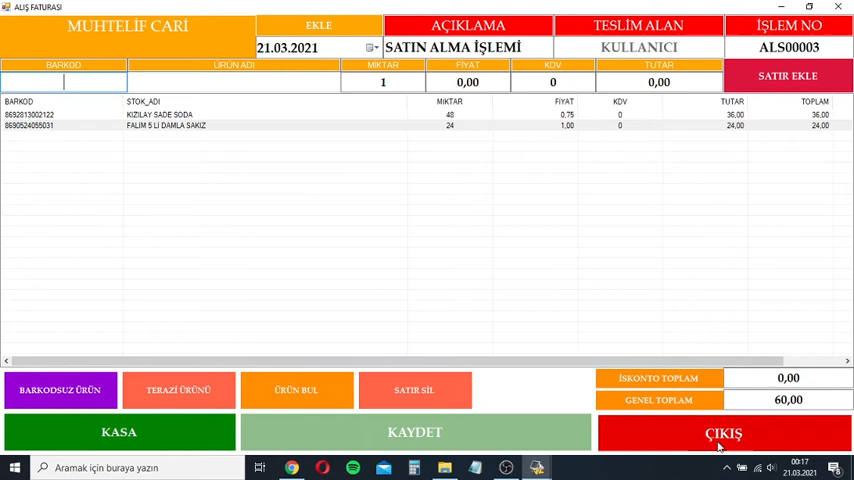 ALIŞ FATURASI
MUHTELİF CARİ
EKLE
AÇIKLAMA
TESLİM ALAN
İŞLEM NO
21.03.2021
SATIN ALMA İŞLEMİ
KULLANICI
ALS00003
BARKOD
ÜRÜN ADI
MİKTAR
FİYAT
KDV
TUTAR
SATIR EKLE
1
0,00
0
0,00
BARKOD STOK_ADI MİKTAR FİYAT KDV TUTAR TOPLAM
8692813002122 KIZILAY SADE SODA 48 0,75 0 36,00 36,00
8690524055031 FALIM 5 Lİ DAMLA SAKIZ 24 1,00 0 24,00 24,00
BARKODSUZ ÜRÜN
TERAZİ ÜRÜNÜ
ÜRÜN BUL
SATIR SİL
İSKONTO TOPLAM
0,00
GENEL TOPLAM
60,00
KASA
KAYDET
ÇIKIŞ
Aramak için buraya yazın
00:17
21.03.2021
8